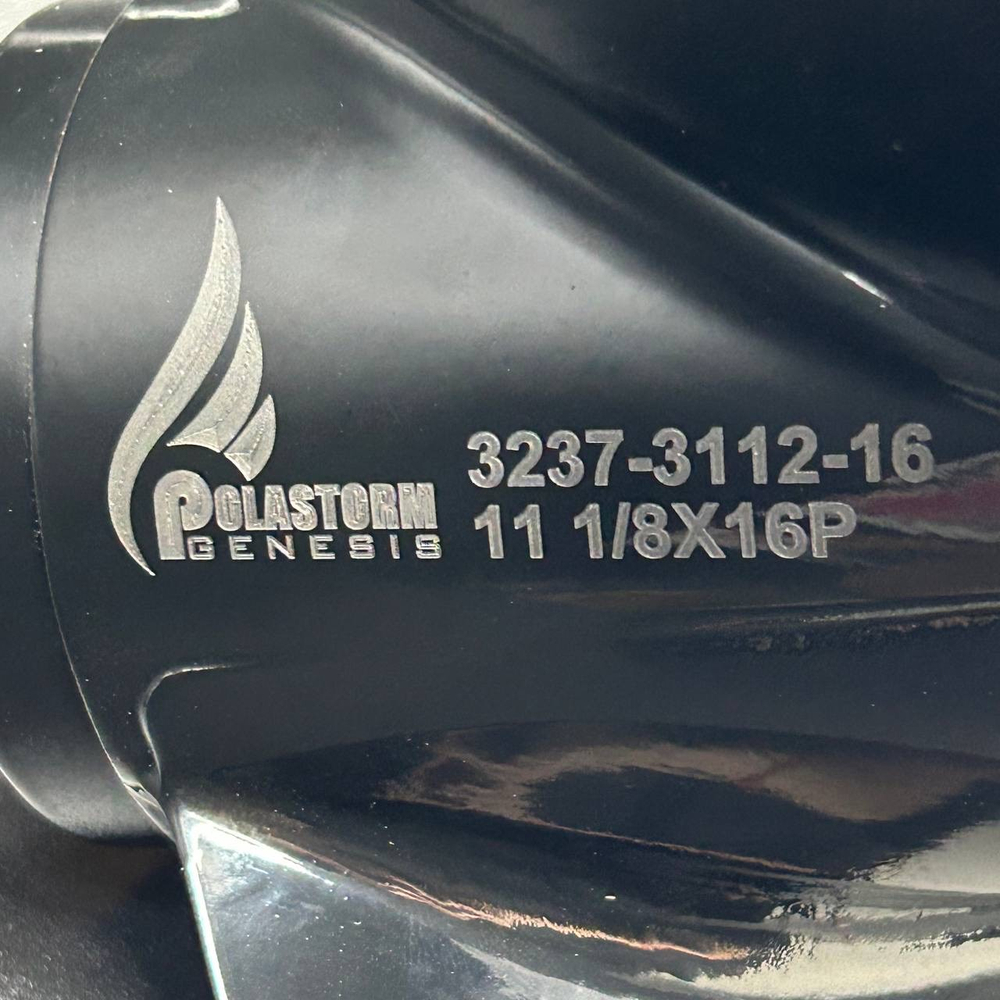 POLASTORM
GENESIS
3237-3112-16
11 1/8X16P